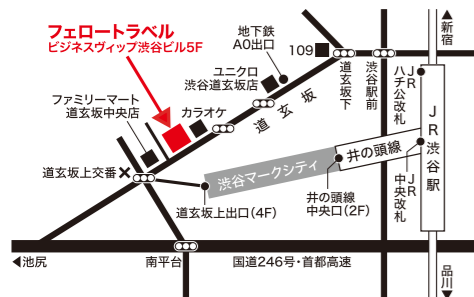 フェロートラベル
ビジネスヴィップ渋谷ビル5F
地下鉄
A0出口
109
新宿
ユニクロ
渋谷道玄坂店
道玄坂下
渋谷駅前
JR
ハチ公改札
ファミリーマート
道玄坂中央店
カラオケ
道玄坂
JR渋谷駅
井の頭線
渋谷マークシティ
道玄坂上交番
道玄坂上出口(4F)
井の頭線
中央口(2F)
JR
中央改札
池尻
南平台
国道246号・首都高速
品川